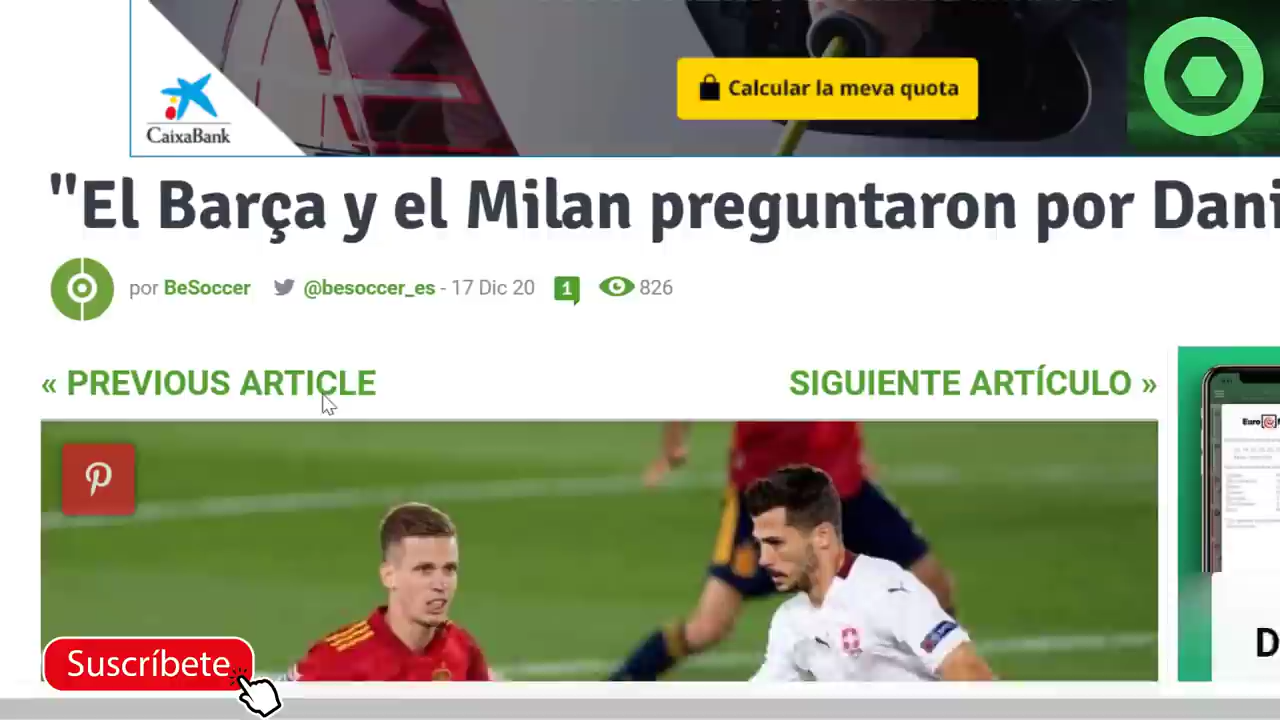 CaixaBank
Calcular la meva quota
"El Barça y el Milan preguntaron por Dani
por BeSoccer @besoccer_es - 17 Dic 20 1 826
« PREVIOUS ARTICLE
SIGUIENTE ARTÍCULO »
Euro
Suscríbete
D